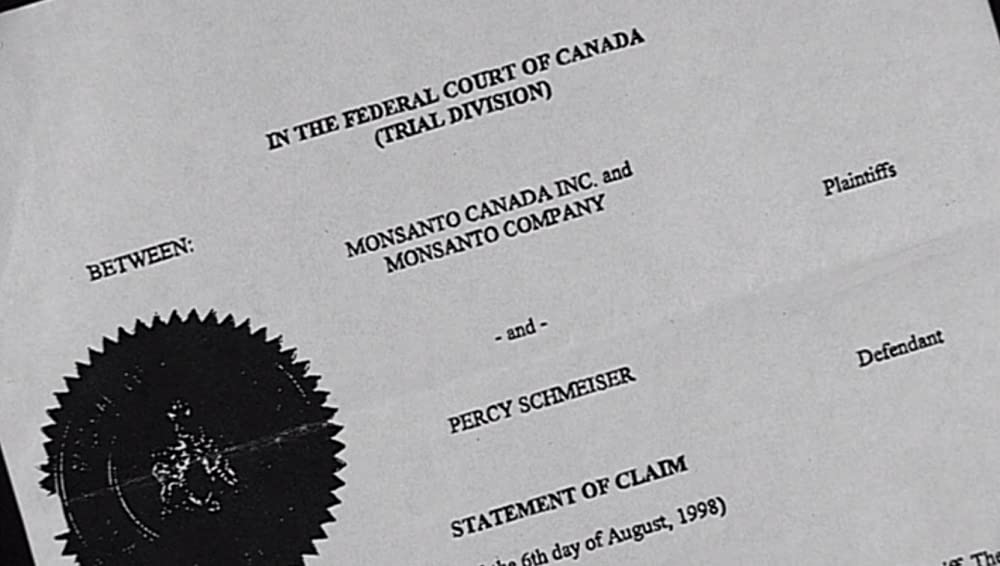 IN THE FEDERAL COURT OF CANADA
(TRIAL DIVISION)
BETWEEN:
MONSANTO CANADA INC. and
MONSANTO COMPANY
Plaintiffs
- and -
PERCY SCHMEISER
Defendant
STATEMENT OF CLAIM
6th day of August, 1998)
The